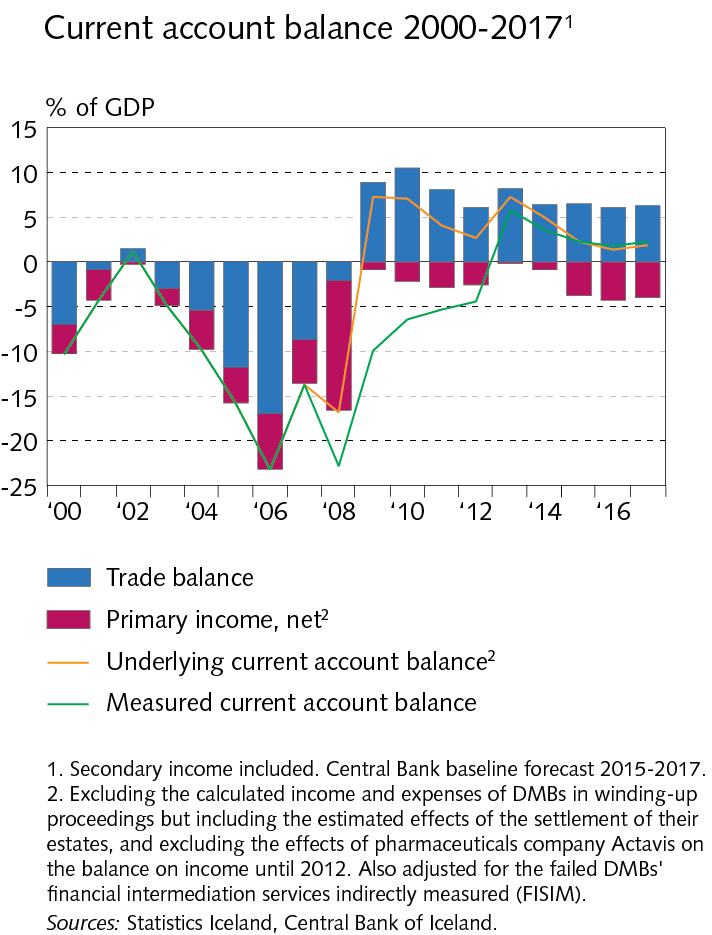 Current account balance 2000-2017¹
% of GDP
15
10
5
0
-5
-10
-15
-20
-25
‘00 ‘02 ‘04 ‘06 ‘08 ‘10 ‘12 ‘14 ‘16
Trade balance
Primary income, net²
Underlying current account balance²
Measured current account balance
1. Secondary income included. Central Bank baseline forecast 2015-2017.
2. Excluding the calculated income and expenses of DMBs in winding-up
proceedings but including the estimated effects of the settlement of their
estates, and excluding the effects of pharmaceuticals company Actavis on
the balance on income until 2012. Also adjusted for the failed DMBs'
financial intermediation services indirectly measured (FISIM).
Sources: Statistics Iceland, Central Bank of Iceland.